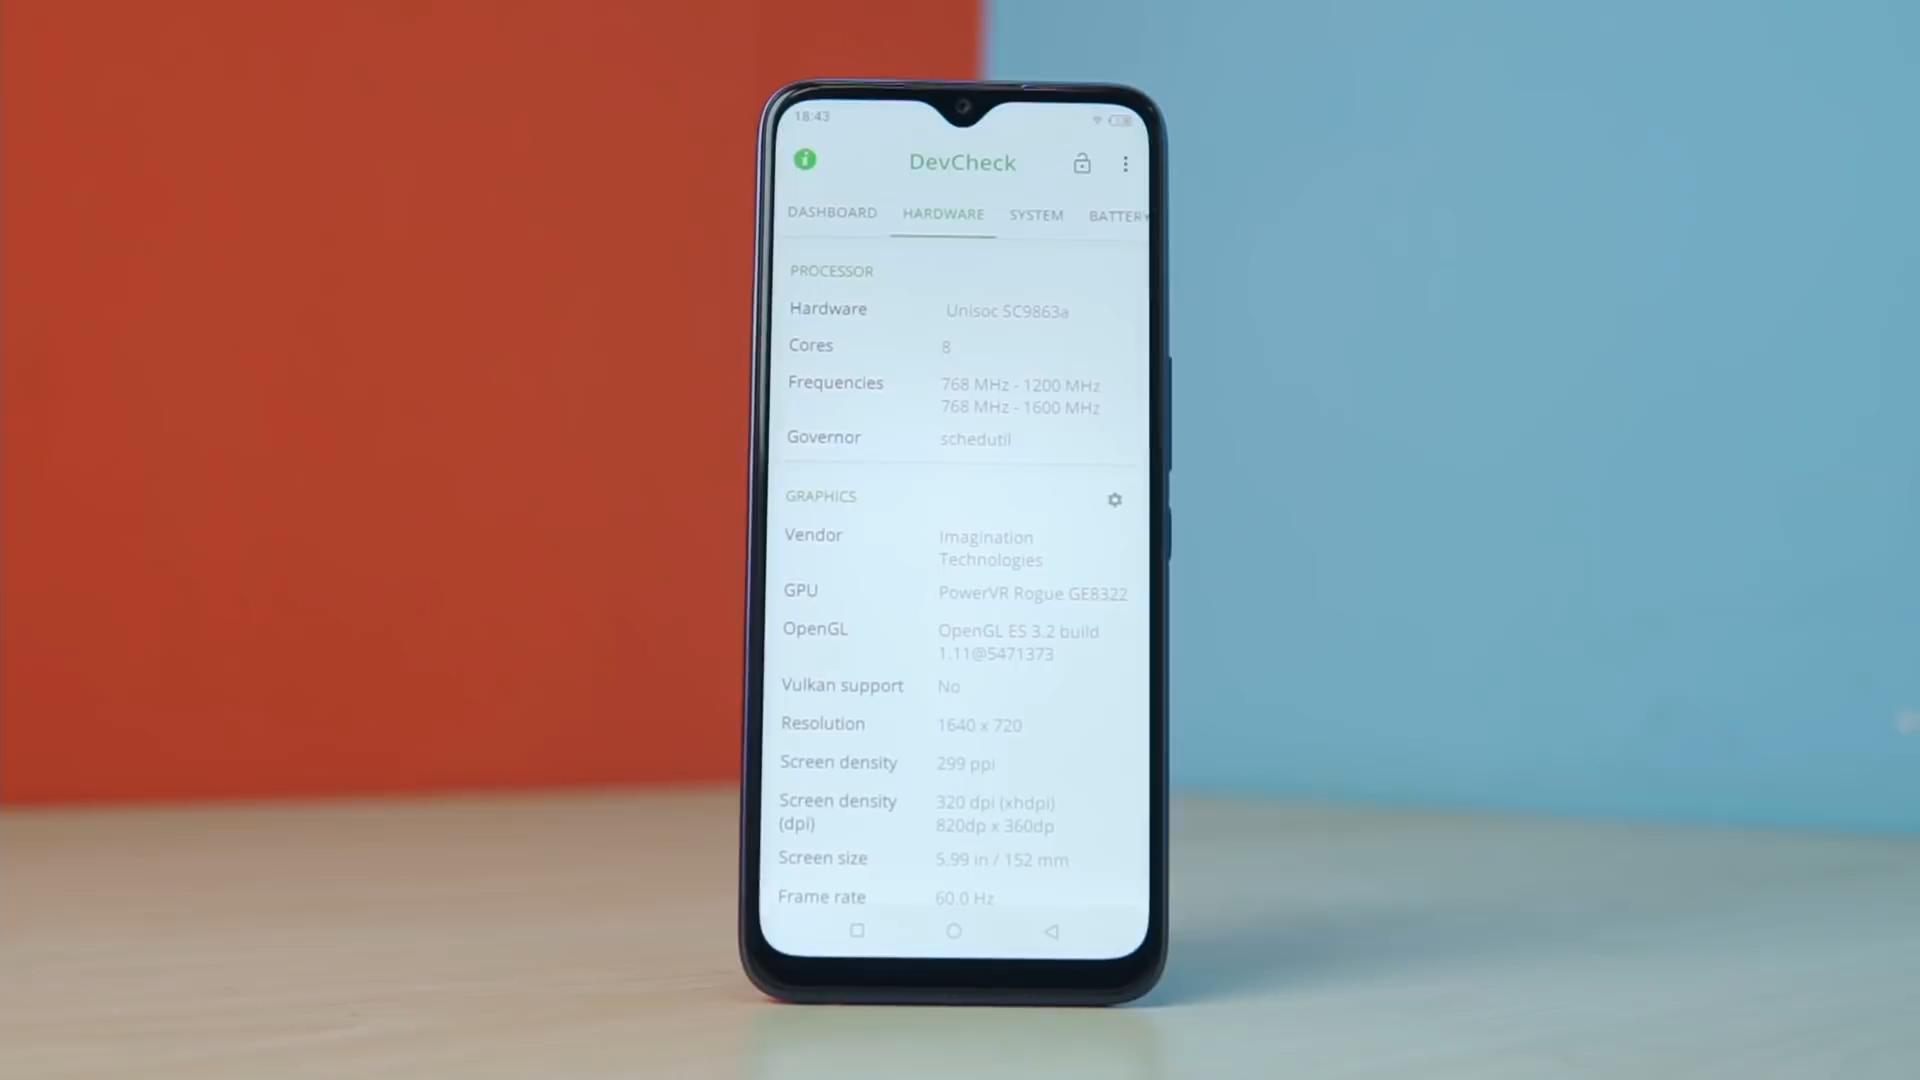 18:43
DevCheck
DASHBOARD HARDWARE SYSTEM BATTERY
PROCESSOR
Hardware Unisoc SC9863a
Cores 8
Frequencies 768 MHz - 1200 MHz
768 MHz - 1600 MHz
Governor schedutil
GRAPHICS
Vendor Imagination
Technologies
GPU PowerVR Rogue GE8322
OpenGL OpenGL ES 3.2 build
1.11@5471373
Vulkan support No
Resolution 1640 x 720
Screen density 299 ppi
Screen density 320 dpi (xhdpi)
(dpi) 820dp x 360dp
Screen size 5.99 in / 152 mm
Frame rate 60.0 Hz